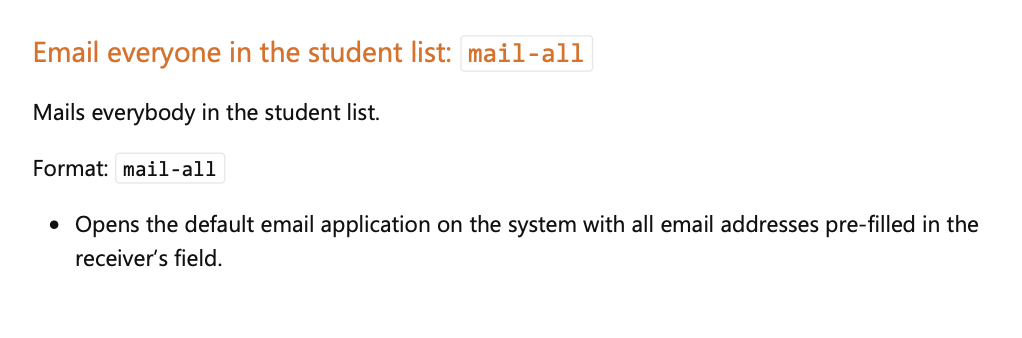 Email everyone in the student list: mail-all
Mails everybody in the student list.
Format: mail-all
• Opens the default email application on the system with all email addresses pre-filled in the
receiver’s field.